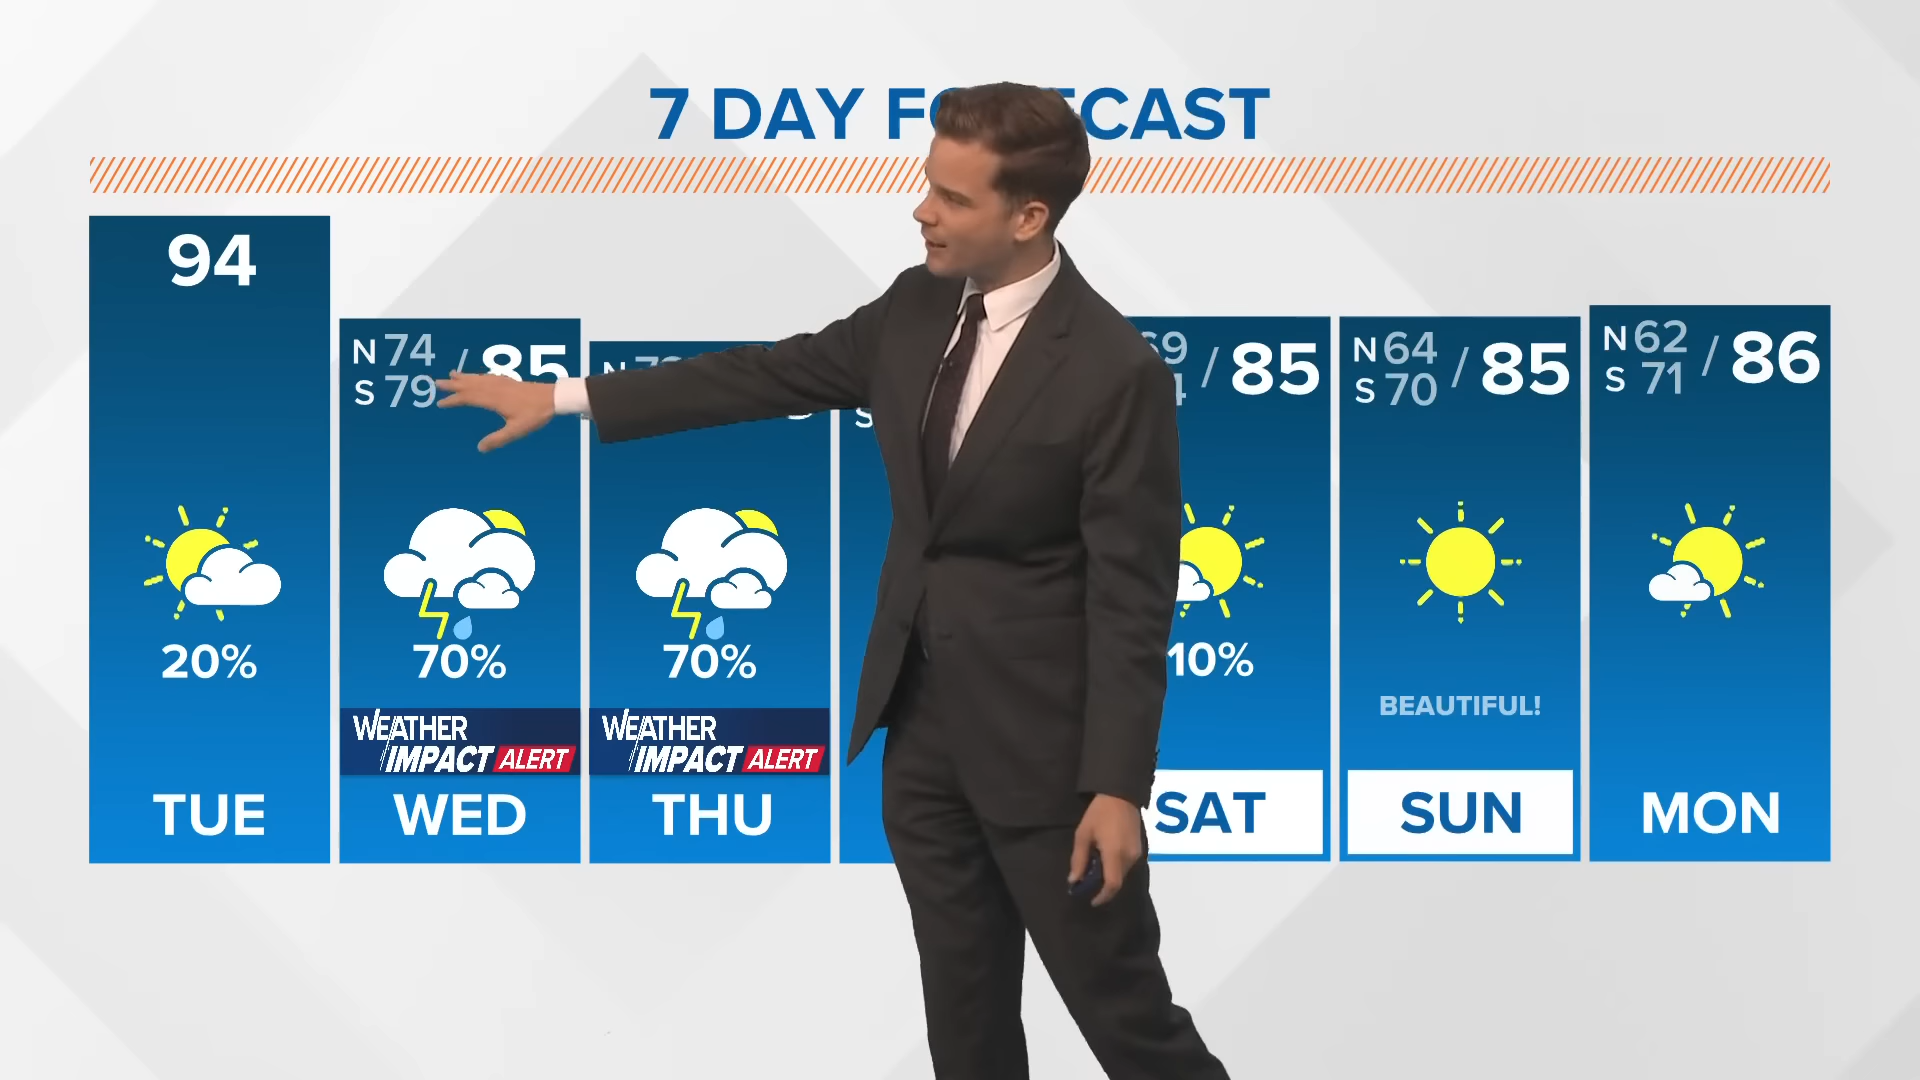 7 DAY FORECAST
94
20%
TUE
N 74
S 79
/ 85
70%
WEATHER
IMPACT ALERT
WED
N
70%
WEATHER
IMPACT ALERT
THU
S
/ 85
10%
SAT
N 64
S 70
/ 85
BEAUTIFUL!
SUN
N 62
S 71
/ 86
MON